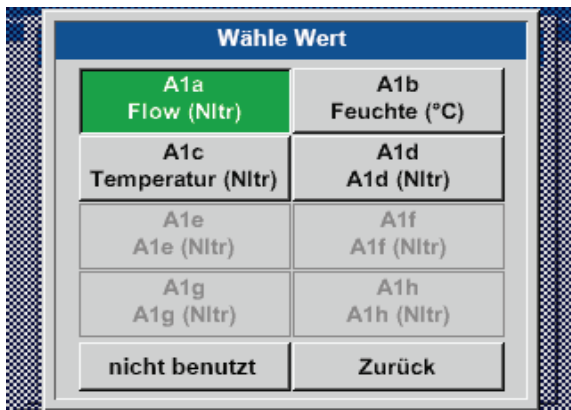 Wähle Wert
A1a
Flow (Nltr)
A1b
Feuchte (°C)
A1c
Temperatur (Nltr)
A1d
A1d (Nltr)
A1e
A1e (Nltr)
A1f
A1f (Nltr)
A1g
A1g (Nltr)
A1h
A1h (Nltr)
nicht benutzt
Zurück